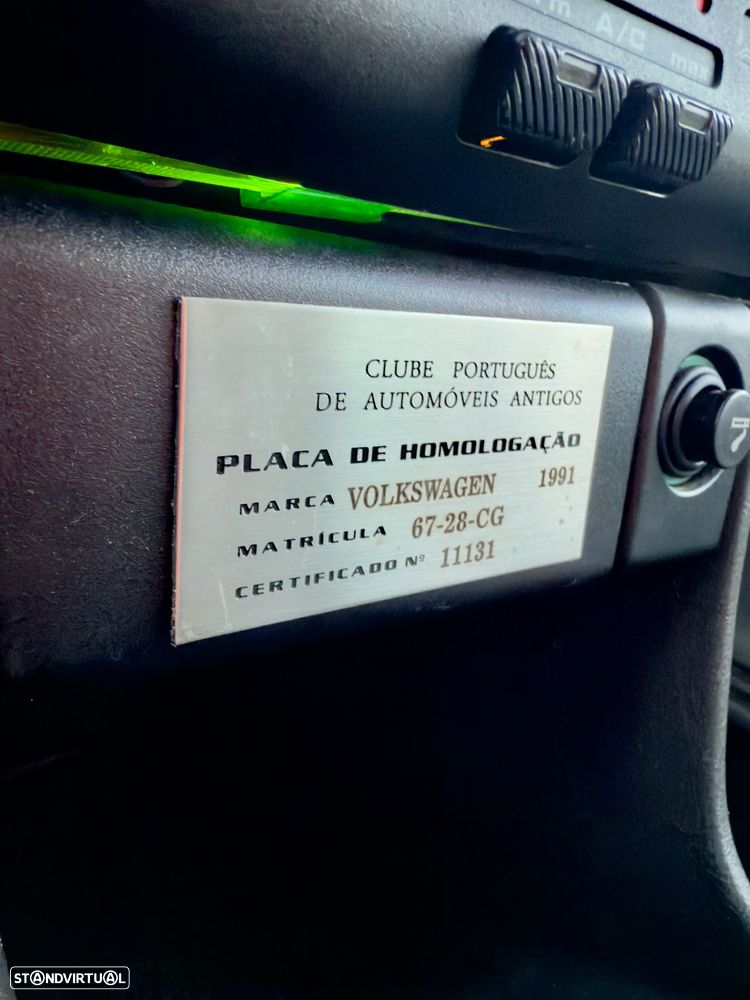 A/C max
CLUBE PORTUGUÊS
DE AUTOMÓVEIS ANTIGOS
PLACA DE HOMOLOGAÇÃO
MARCA VOLKSWAGEN 1991
MATRÍCULA 67-28-CG
CERTIFICADO Nº 11131
STANDVIRTUAL